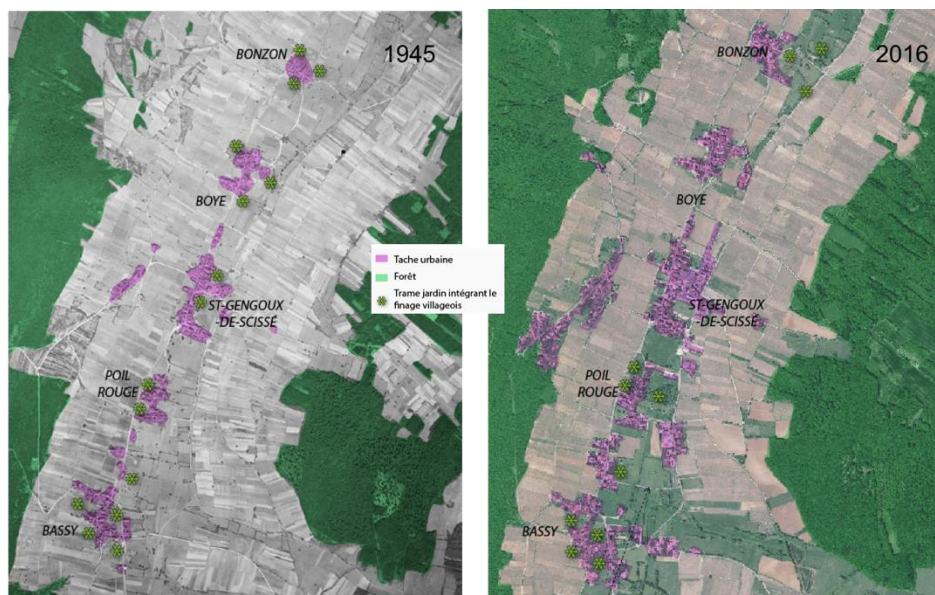 1945
BONZON
BOYE
ST-GENGOUX
-DE-SCISSÉ
POIL
ROUGE
BASSY
Tache urbaine
Forêt
Trame jardin intégrant le
finage villageois
2016
BONZON
BOYE
ST-GENGOUX
-DE-SCISSÉ
POIL
ROUGE
BASSY